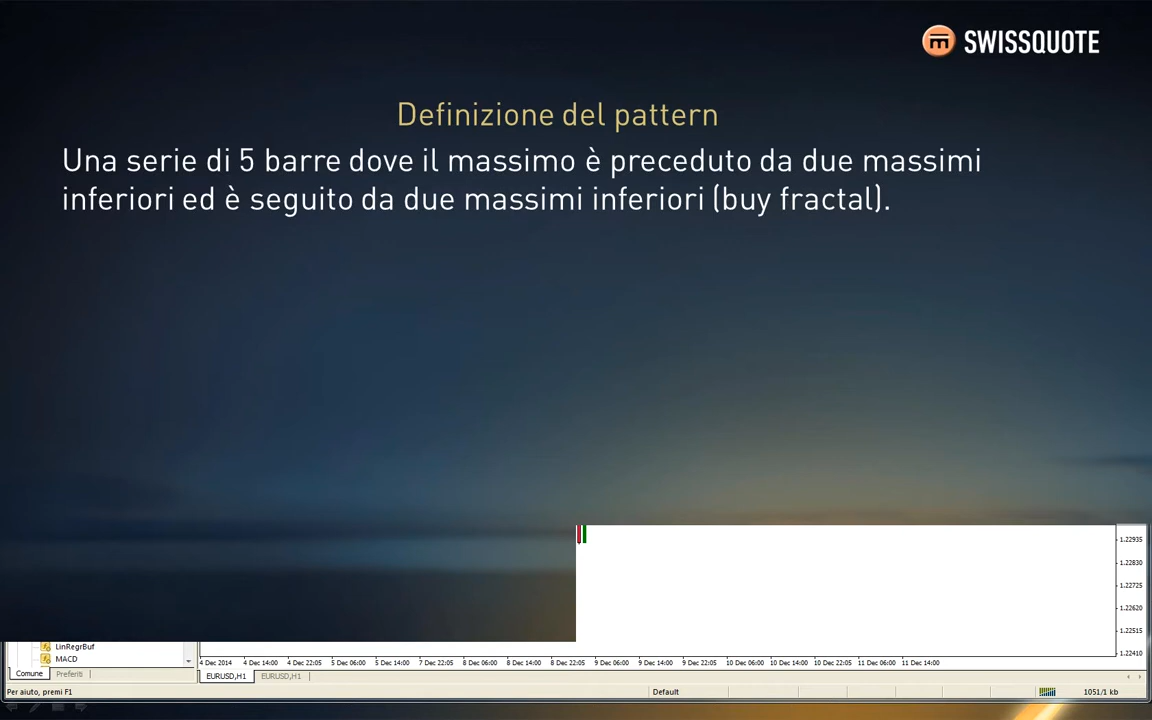 SWISSQUOTE
Definizione del pattern
Una serie di 5 barre dove il massimo è preceduto da due massimi
inferiori ed è seguito da due massimi inferiori (buy fractal).
1.22935
1.22830
1.22725
1.22620
1.22515
1.22410
LinRegrBuf
MACD
4 Dec 2014 4 Dec 14:00 4 Dec 22:05 5 Dec 06:00 5 Dec 14:00 7 Dec 22:05 8 Dec 06:00 8 Dec 14:00 8 Dec 22:05 9 Dec 06:00 9 Dec 14:00 9 Dec 22:05 10 Dec 06:00 10 Dec 14:00 10 Dec 22:05 11 Dec 06:00 11 Dec 14:00
Comune Preferiti
EURUSD,H1 EURUSD,H1
Per aiuto, premi F1 Default 1051/1 kb